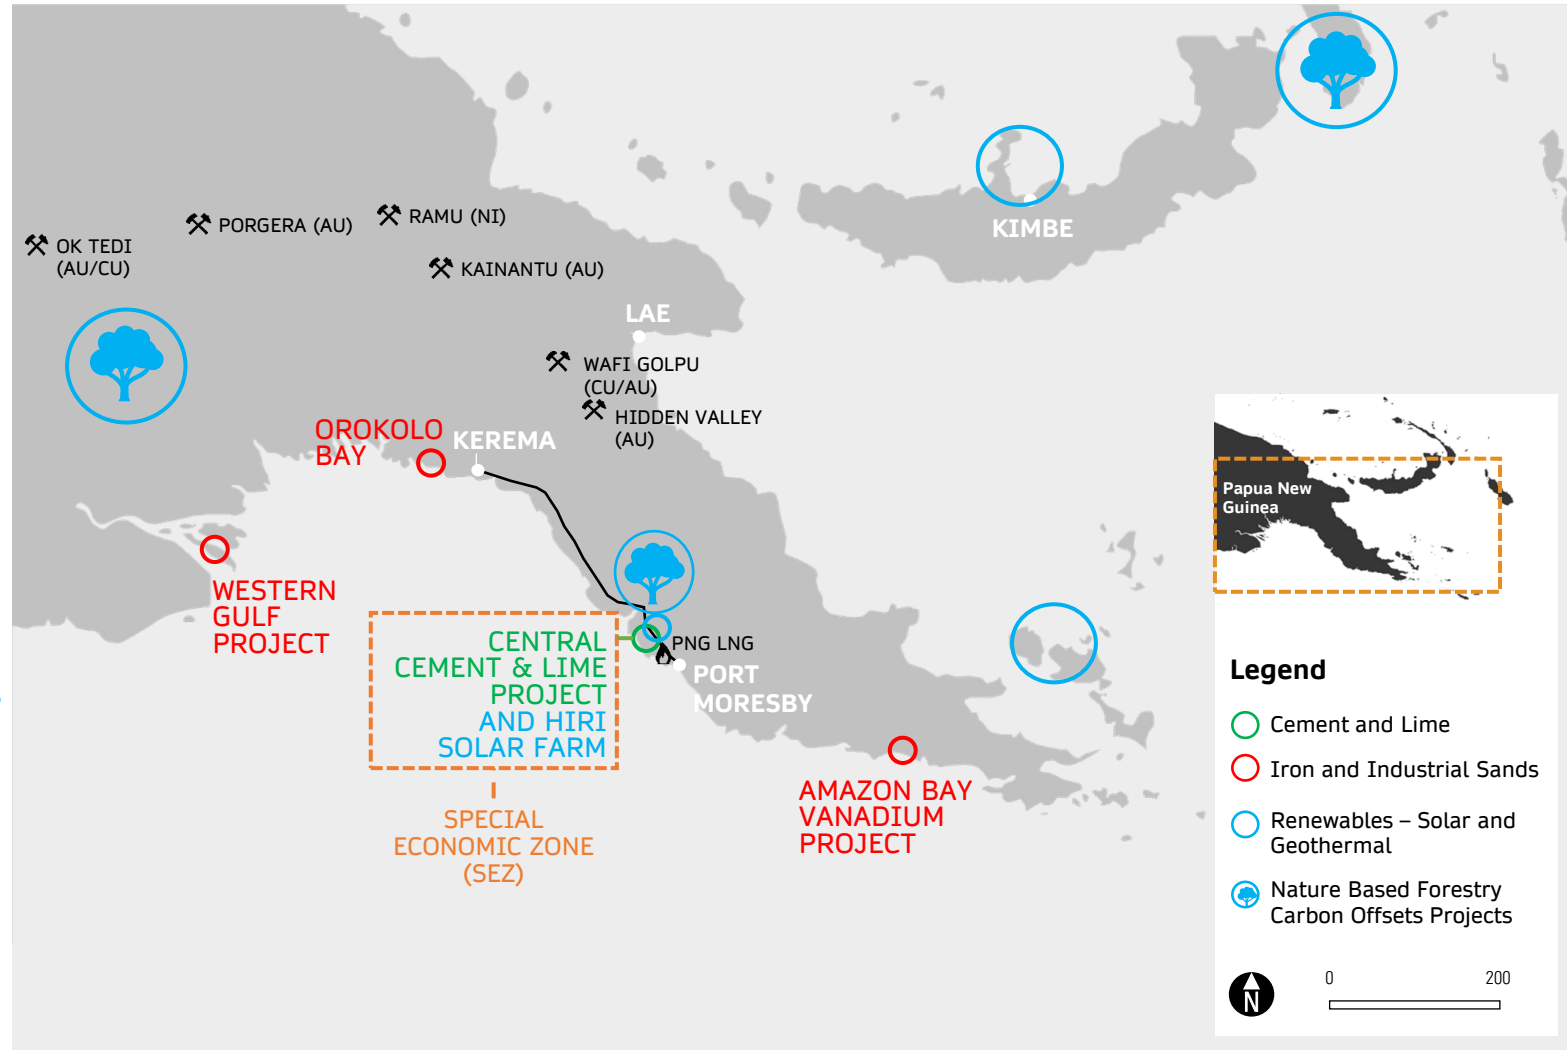 KIMBE
PORGERA (AU)
RAMU (NI)
OK TEDI
(AU/CU)
KAINANTU (AU)
LAE
WAFI GOLPU
(CU/AU)
HIDDEN VALLEY
(AU)
OROKOLO
BAY
KEREMA
WESTERN
GULF
PROJECT
CENTRAL
CEMENT & LIME
PROJECT
AND HIRI
SOLAR FARM
PNG LNG
PORT
MORESBY
SPECIAL
ECONOMIC ZONE
(SEZ)
AMAZON BAY
VANADIUM
PROJECT
Papua New
Guinea
Legend
Cement and Lime
Iron and Industrial Sands
Renewables – Solar and
Geothermal
Nature Based Forestry
Carbon Offsets Projects
N
0 200